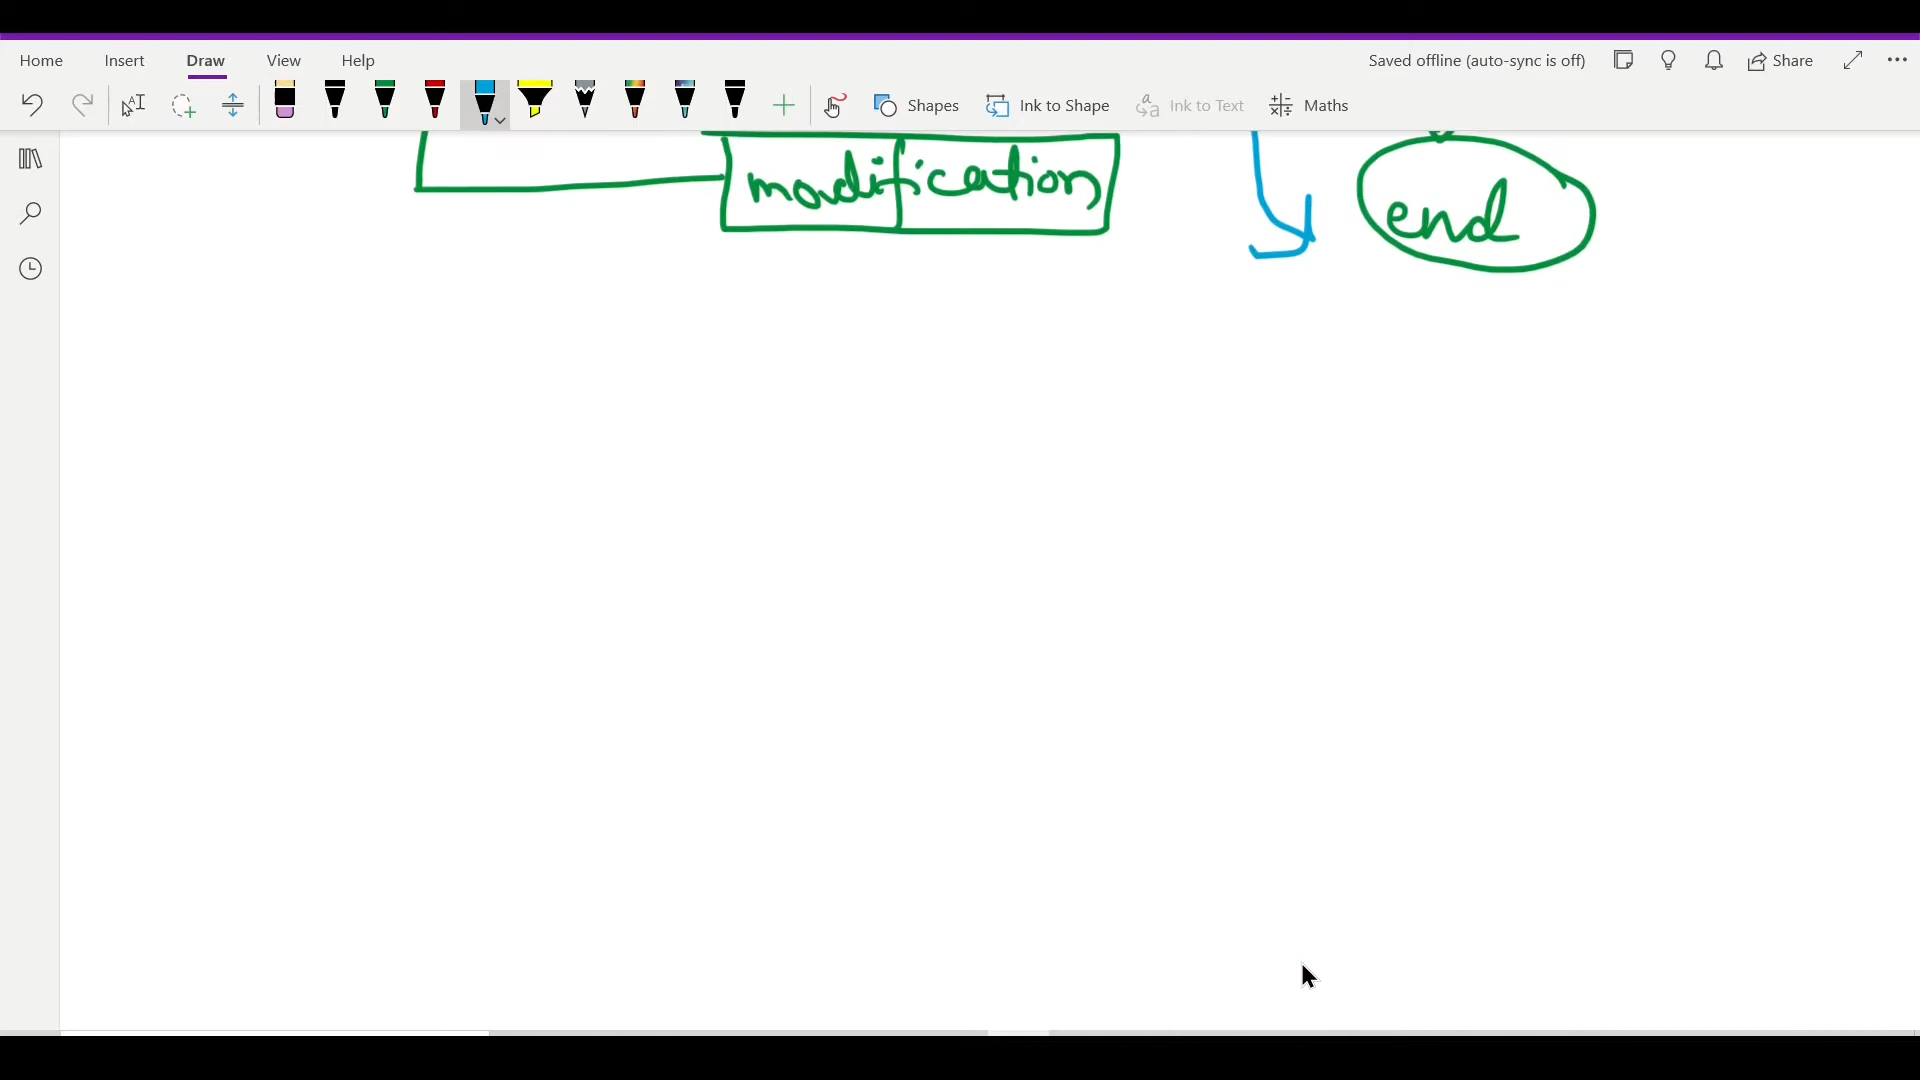 Home Insert Draw View Help Saved offline (auto-sync is off) Share
Shapes Ink to Shape Ink to Text Maths
modification
end